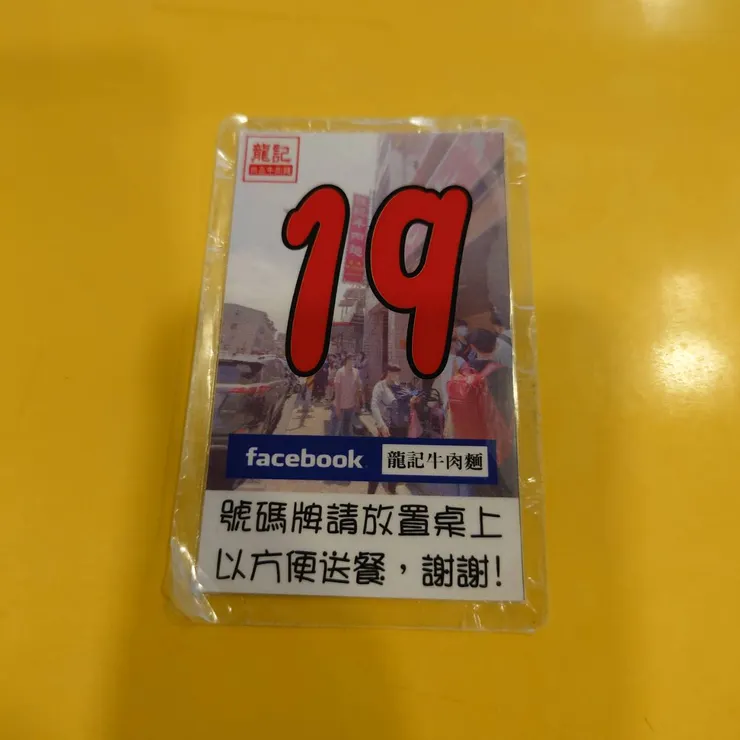 龍記
19
facebook
龍記牛肉麵
號碼牌請放置桌上
以方便送餐，謝謝!